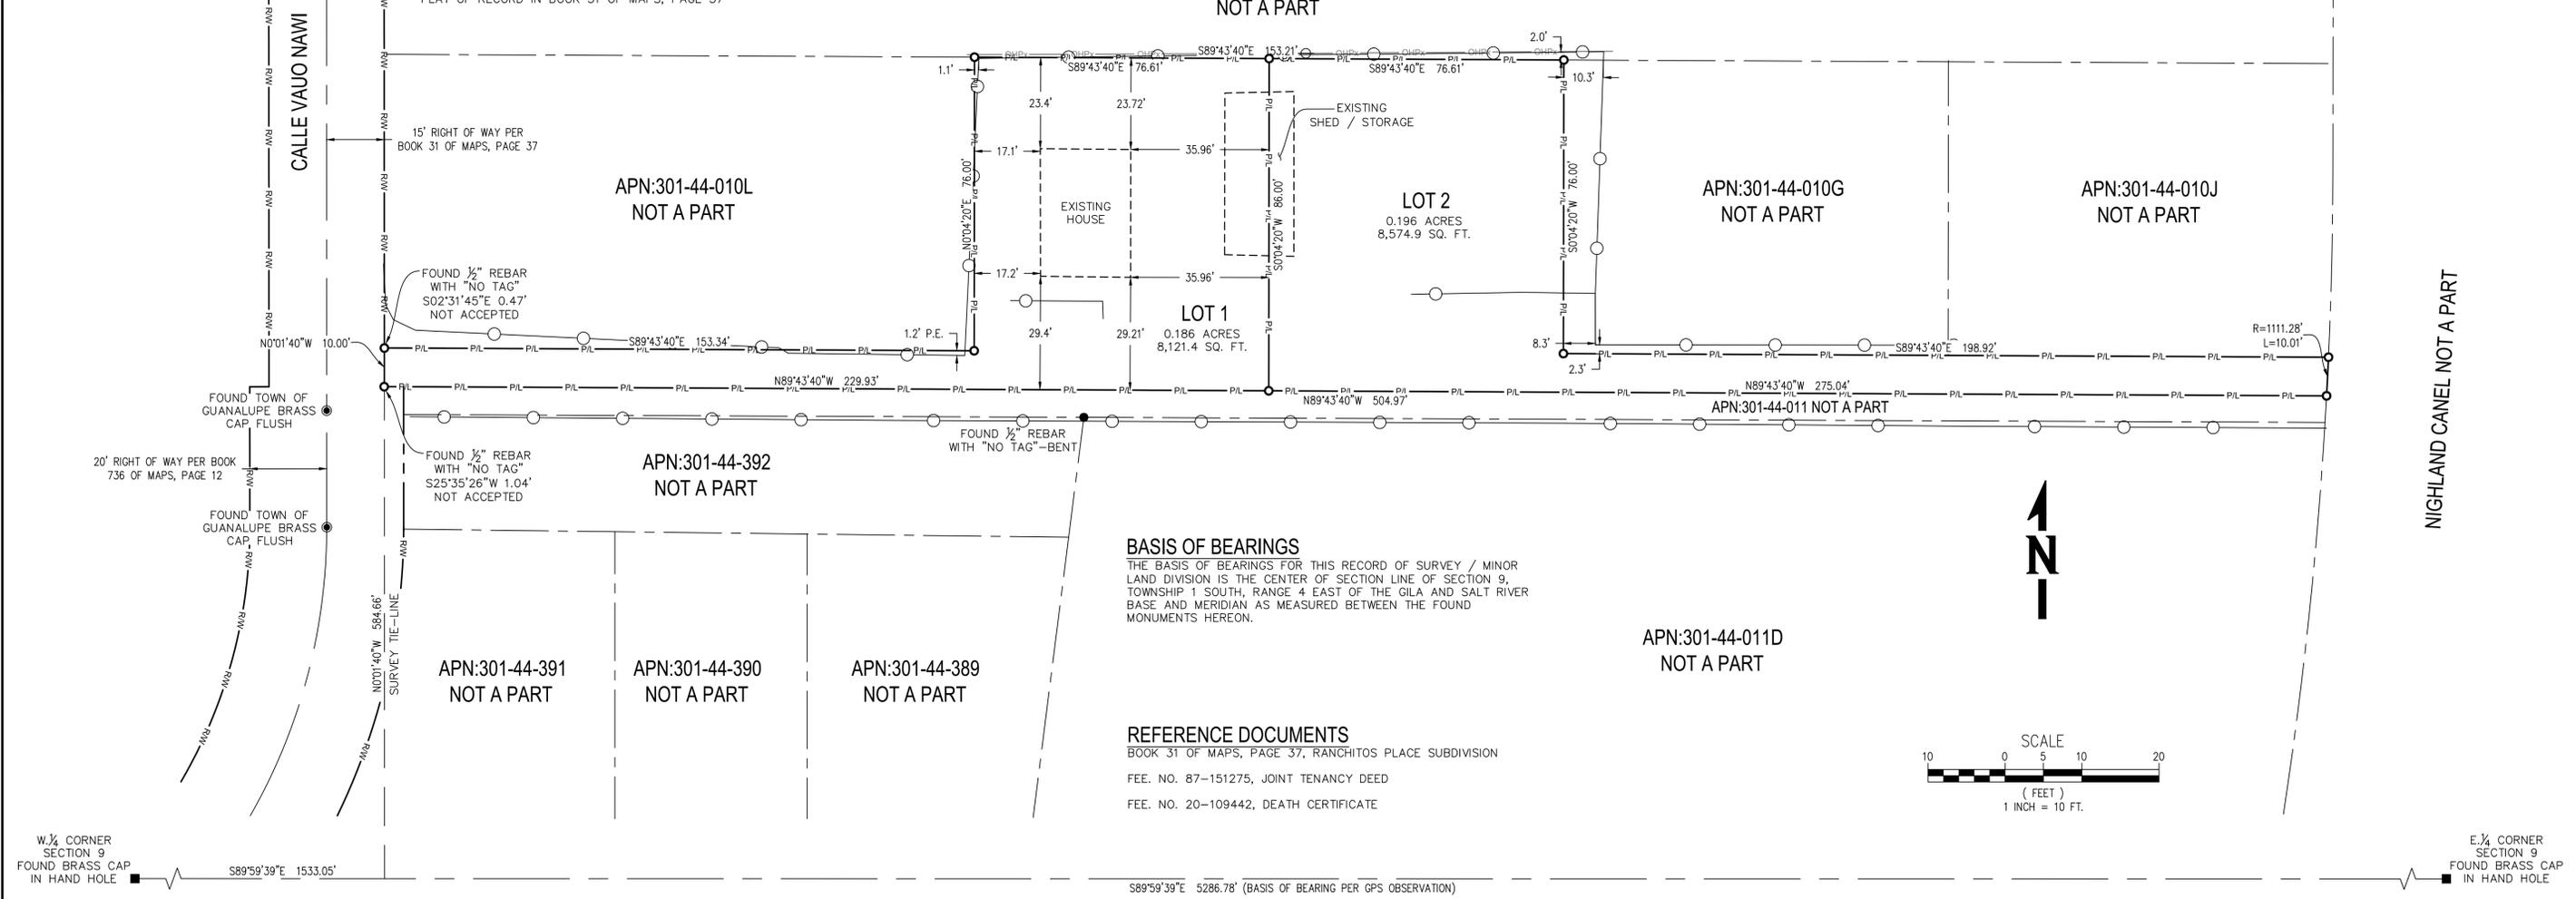 PLAT OF RECORD IN BOOK 31 OF MAPS, PAGE 37
NOT A PART
CALLE VAUO NAWI
15' RIGHT OF WAY PER
BOOK 31 OF MAPS, PAGE 37
S89°43'40"E 153.21'
S89°43'40"E 76.61'
S89°43'40"E 76.61'
2.0'
1.1'
10.3'
23.4'
23.72'
EXISTING
SHED / STORAGE
17.1'
35.96'
N0°04'20"E 76.00'
S0°04'20"W 86.00'
S0°04'20"W 76.00'
APN:301-44-010L
NOT A PART
EXISTING
HOUSE
LOT 2
0.196 ACRES
8,574.9 SQ. FT.
APN:301-44-010G
NOT A PART
APN:301-44-010J
NOT A PART
FOUND ½" REBAR
WITH "NO TAG"
S02°31'45"E 0.47'
NOT ACCEPTED
17.2'
35.96'
LOT 1
0.186 ACRES
8,121.4 SQ. FT.
N0°01'40"W 10.00'
S89°43'40"E 153.34'
1.2' P.E.
29.4'
29.21'
8.3'
2.3'
S89°43'40"E 198.92'
R=1111.28'
L=10.01'
NIGHLAND CANEL NOT A PART
N89°43'40"W 229.93'
N89°43'40"W 275.04'
N89°43'40"W 504.97'
APN:301-44-011 NOT A PART
FOUND TOWN OF
GUANALUPE BRASS
CAP FLUSH
FOUND ½" REBAR
WITH "NO TAG"-BENT
20' RIGHT OF WAY PER BOOK
736 OF MAPS, PAGE 12
FOUND ½" REBAR
WITH "NO TAG"
S25°35'26"W 1.04'
NOT ACCEPTED
APN:301-44-392
NOT A PART
FOUND TOWN OF
GUANALUPE BRASS
CAP FLUSH
N
BASIS OF BEARINGS
THE BASIS OF BEARINGS FOR THIS RECORD OF SURVEY / MINOR
LAND DIVISION IS THE CENTER OF SECTION LINE OF SECTION 9,
TOWNSHIP 1 SOUTH, RANGE 4 EAST OF THE GILA AND SALT RIVER
BASE AND MERIDIAN AS MEASURED BETWEEN THE FOUND
MONUMENTS HEREON.
N0°01'40"W 584.66'
SURVEY TIE-LINE
APN:301-44-391
NOT A PART
APN:301-44-390
NOT A PART
APN:301-44-389
NOT A PART
APN:301-44-011D
NOT A PART
REFERENCE DOCUMENTS
BOOK 31 OF MAPS, PAGE 37, RANCHITOS PLACE SUBDIVISION
FEE. NO. 87-151275, JOINT TENANCY DEED
FEE. NO. 20-109442, DEATH CERTIFICATE
SCALE
10 0 5 10 20
( FEET )
1 INCH = 10 FT.
W.¼ CORNER
SECTION 9
FOUND BRASS CAP
IN HAND HOLE
S89°59'39"E 1533.05'
S89°59'39"E 5286.78' (BASIS OF BEARING PER GPS OBSERVATION)
E.¼ CORNER
SECTION 9
FOUND BRASS CAP
IN HAND HOLE